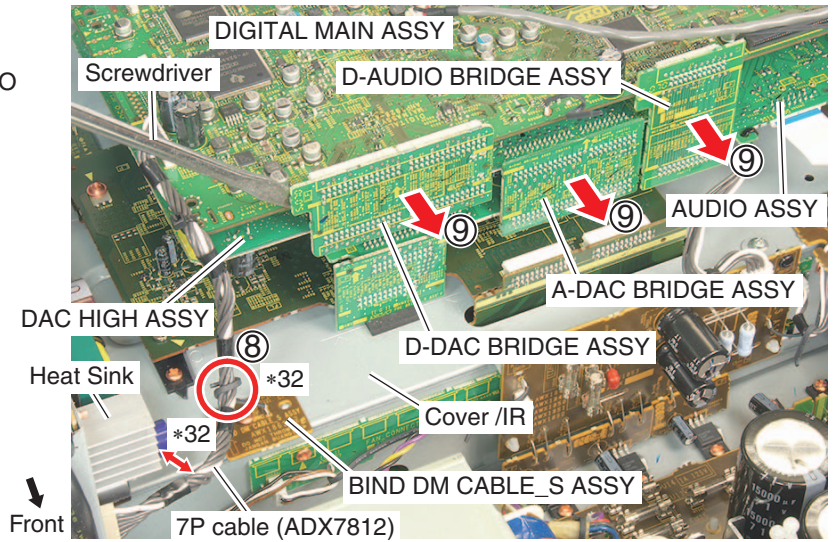 DIGITAL MAIN ASSY
O
Screwdriver
D-AUDIO BRIDGE ASSY
⑨
⑨
⑨
AUDIO ASSY
A-DAC BRIDGE ASSY
DAC HIGH ASSY
⑧
D-DAC BRIDGE ASSY
Heat Sink
*32
Cover /IR
*32
BIND DM CABLE_S ASSY
Front
7P cable (ADX7812)